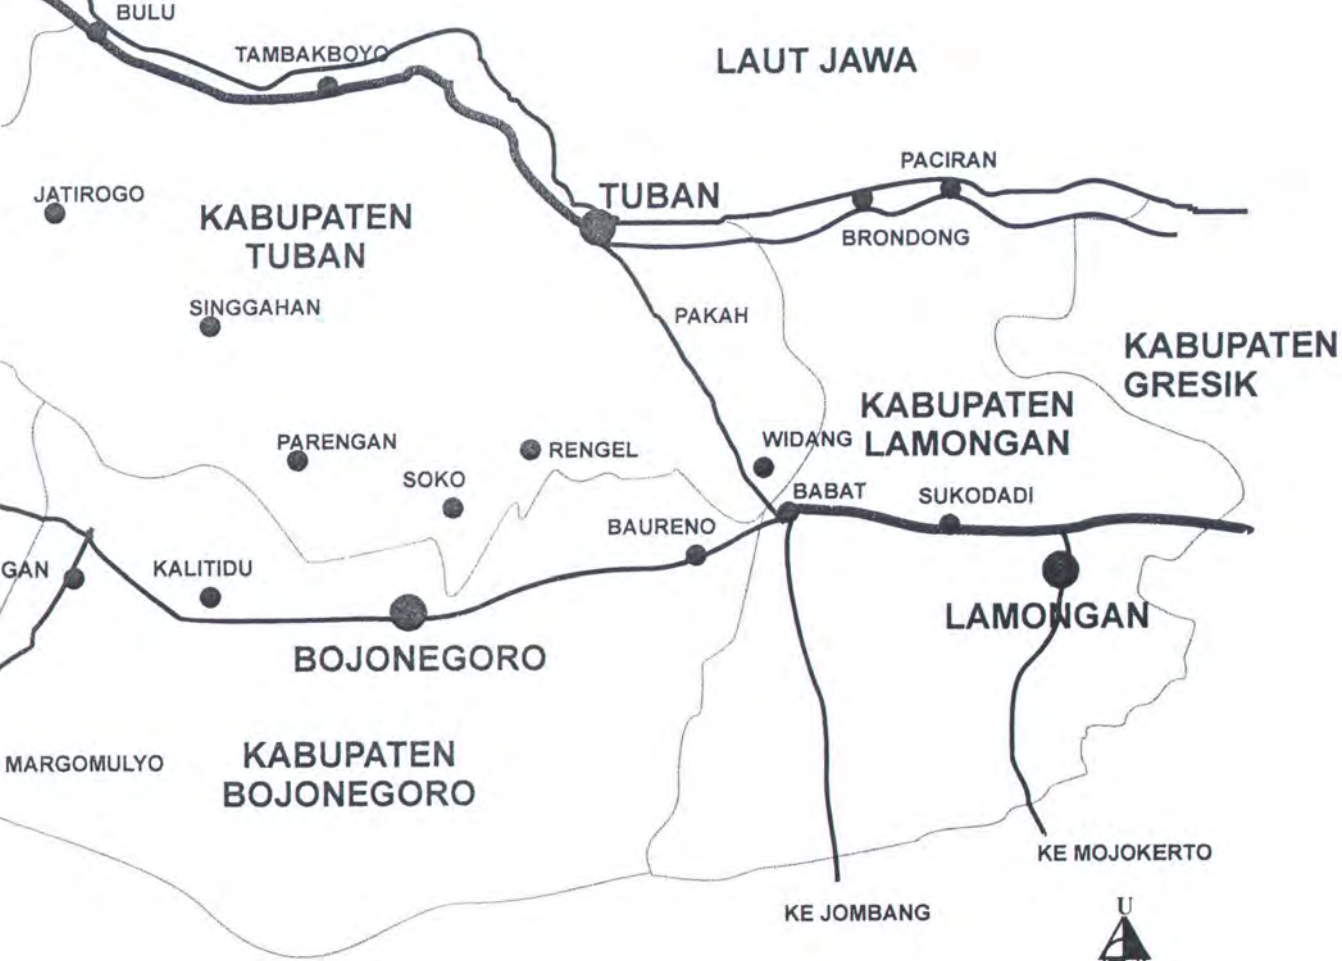 BULU
TAMBAKBOYO
LAUT JAWA
PACIRAN
JATIROGO
KABUPATEN
TUBAN
TUBAN
BRONDONG
SINGGAHAN
PAKAH
KABUPATEN
GRESIK
KABUPATEN
LAMONGAN
PARENGAN
RENGEL
WIDANG
SOKO
BABAT
SUKODADI
BAURENO
GAN
KALITIDU
LAMONGAN
BOJONEGORO
MARGOMULYO
KABUPATEN
BOJONEGORO
KE MOJOKERTO
KE JOMBANG
U